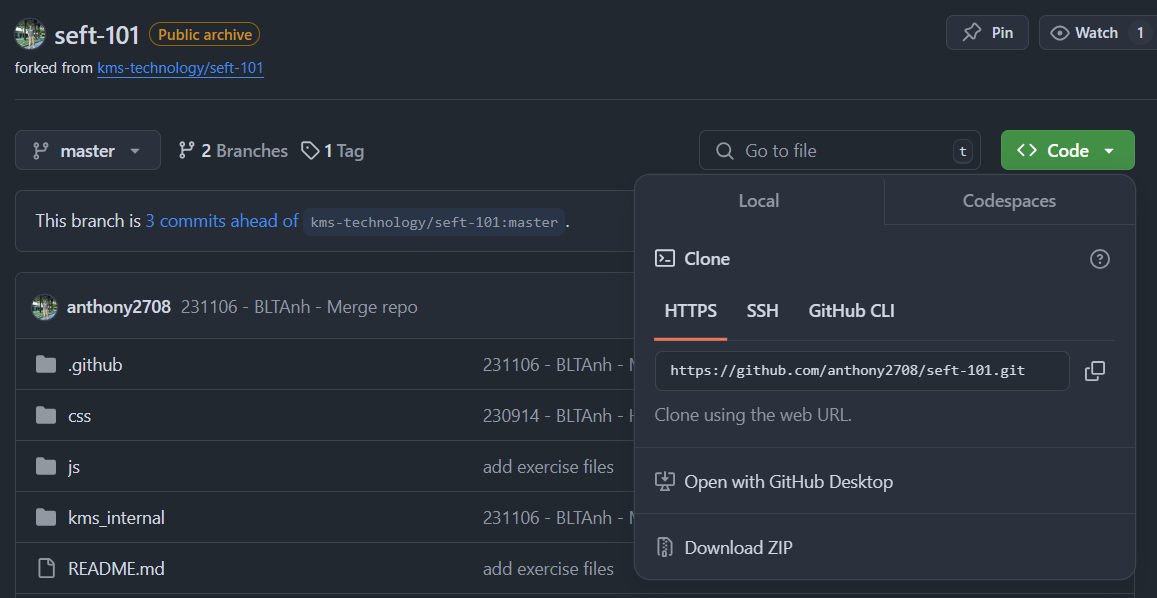 seft-101 Public archive Pin Watch 1
forked from kms-technology/seft-101
master 2 Branches 1 Tag Go to file t Code
Local Codespaces
This branch is 3 commits ahead of kms-technology/seft-101:master .
Clone
anthony2708 231106 - BLTAnh - Merge repo
HTTPS SSH GitHub CLI
.github 231106 - BLTAnh -
https://github.com/anthony2708/seft-101.git
css 230914 - BLTAnh -
Clone using the web URL.
js add exercise files
Open with GitHub Desktop
kms_internal 231106 - BLTAnh -
Download ZIP
README.md add exercise files